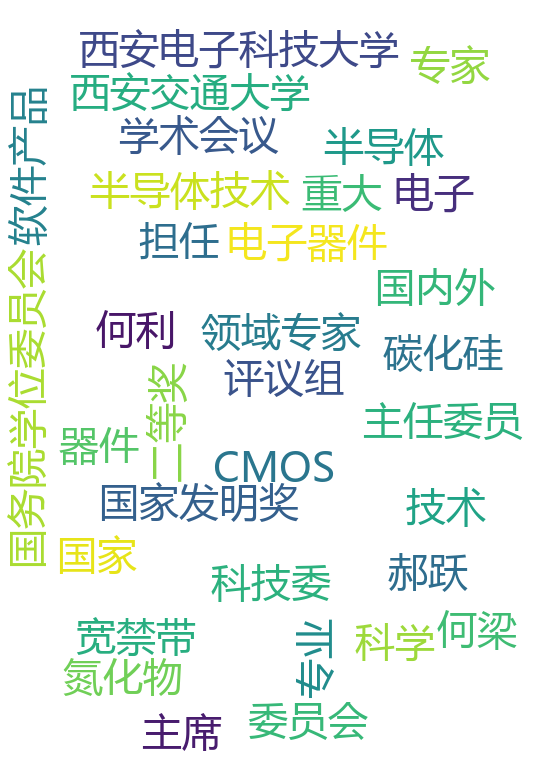 西安电子科技大学
专家
西安交通大学
软件产品
学术会议
半导体
半导体技术
重大
电子
担任
电子器件
国务院学位委员会
国内外
何利
领域专家
碳化硅
评议组
二等奖
主任委员
器件
CMOS
国家发明奖
技术
国家
科技委
郝跃
宽禁带
专业
科学
何梁
氮化物
主席
委员会